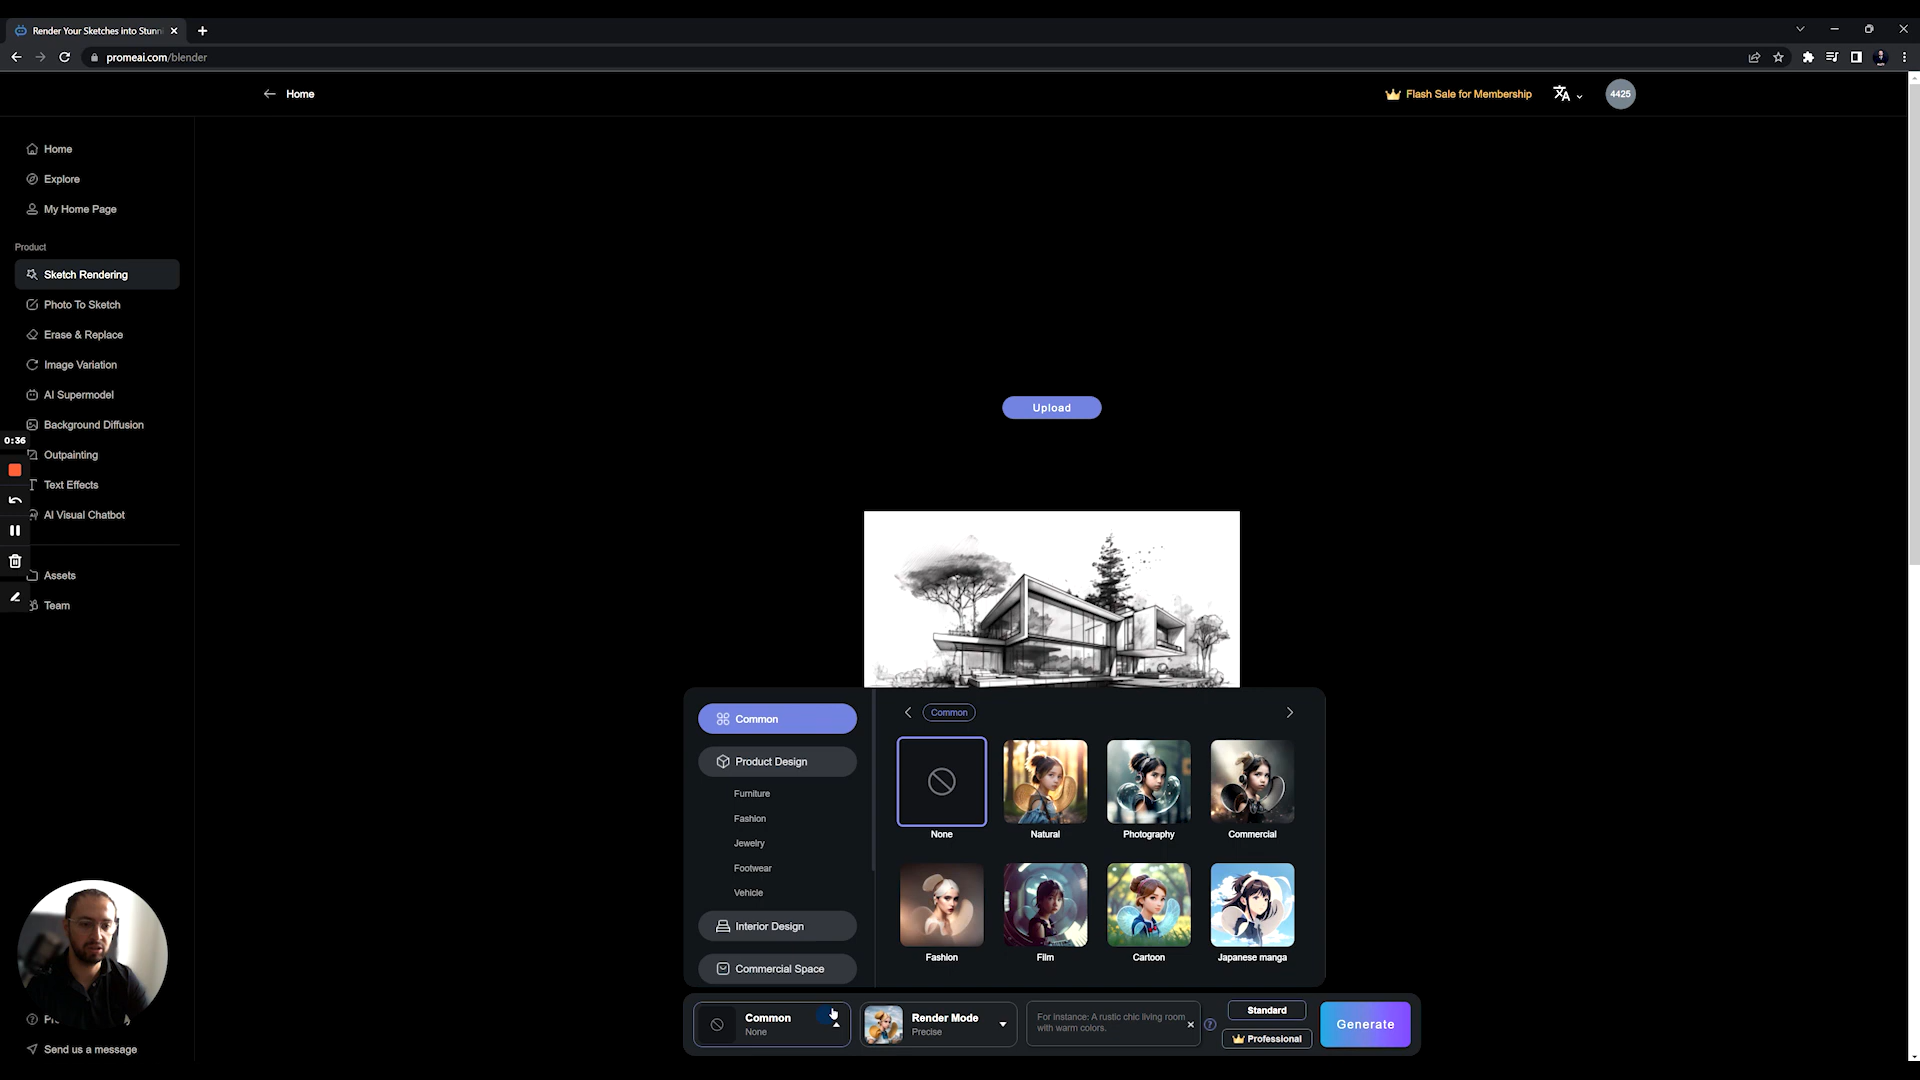 Render Your Sketches into Stunni
promeai.com/blender
Home
Flash Sale for Membership
4425
Home
Explore
My Home Page
Product
Sketch Rendering
Photo To Sketch
Erase & Replace
Image Variation
AI Supermodel
Background Diffusion
0:36
Outpainting
Text Effects
AI Visual Chatbot
Assets
Team
Send us a message
Upload
Common
Product Design
Furniture
Fashion
Jewelry
Footwear
Vehicle
Interior Design
Commercial Space
Common
None
Natural
Photography
Commercial
Fashion
Film
Cartoon
Japanese manga
Common
None
Render Mode
Precise
For instance: A rustic chic living room
with warm colors.
Standard
Professional
Generate